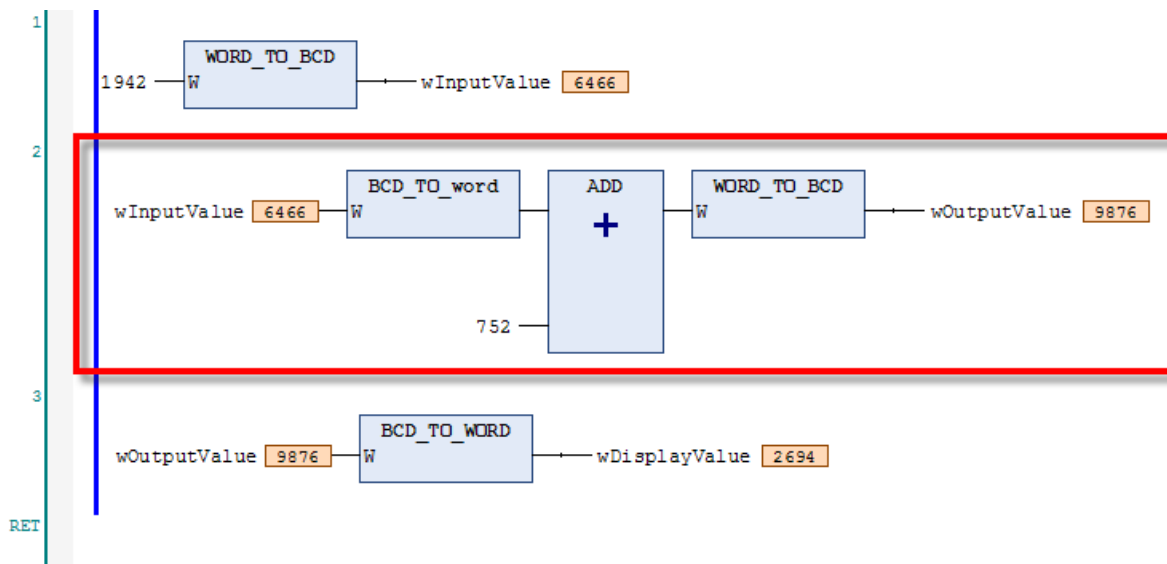 1
WORD_TO_BCD
1942 W wInputValue 6466
2
BCD_TO_word ADD WORD_TO_BCD
wInputValue 6466 W + W wOutputValue 9876
752
3
BCD_TO_WORD
wOutputValue 9876 W wDisplayValue 2694
RET